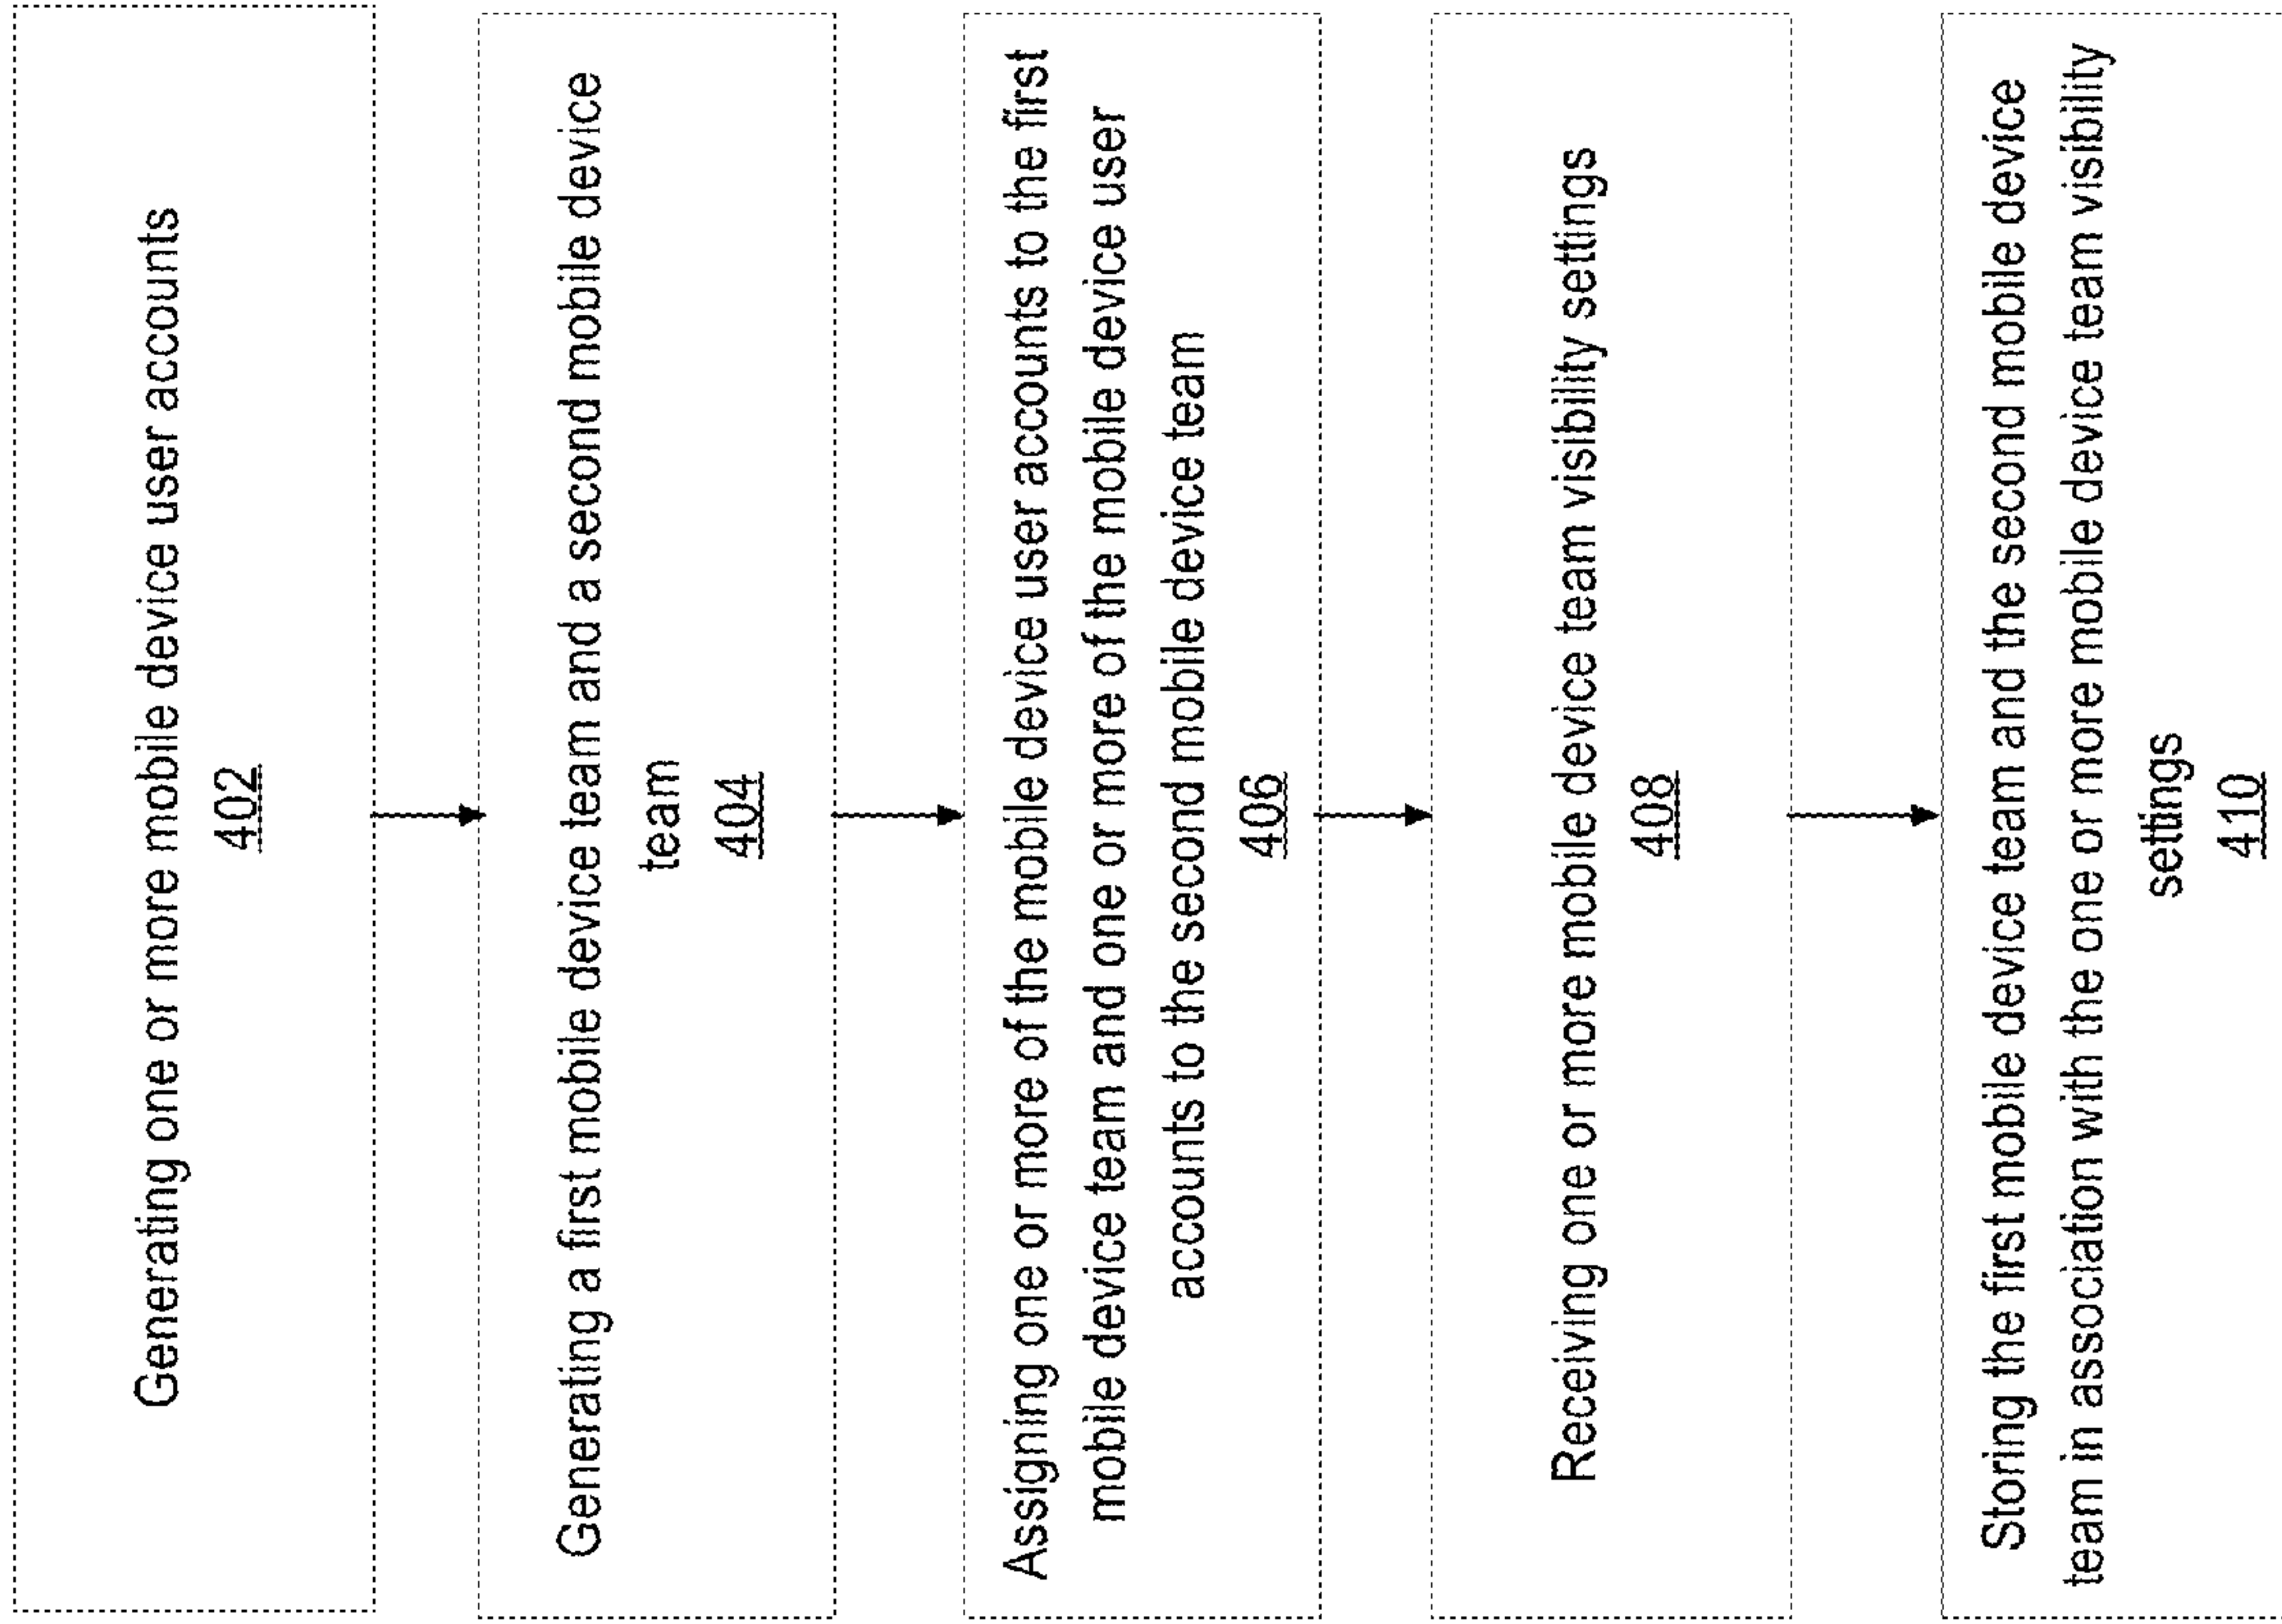 Generating one or more mobile device user accounts
402
Generating a first mobile device team and a second mobile device
team
404
Assigning one or more of the mobile device user accounts to the first
mobile device team and one or more of the mobile device user
accounts to the second mobile device team
406
Receiving one or more mobile device team visibility settings
408
Storing the first mobile device team and the second mobile device
team in association with the one or more mobile device team visibility
settings
410